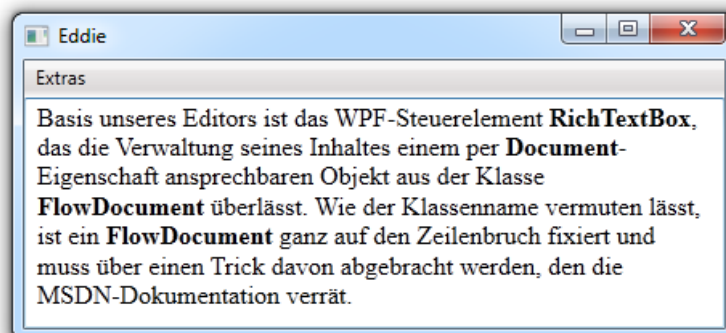 Eddie
Extras
Basis unseres Editors ist das WPF-Steuerelement RichTextBox,
das die Verwaltung seines Inhaltes einem per Document-
Eigenschaft ansprechbaren Objekt aus der Klasse
FlowDocument überlässt. Wie der Klassenname vermuten lässt,
ist ein FlowDocument ganz auf den Zeilenbruch fixiert und
muss über einen Trick davon abgebracht werden, den die
MSDN-Dokumentation verrät.